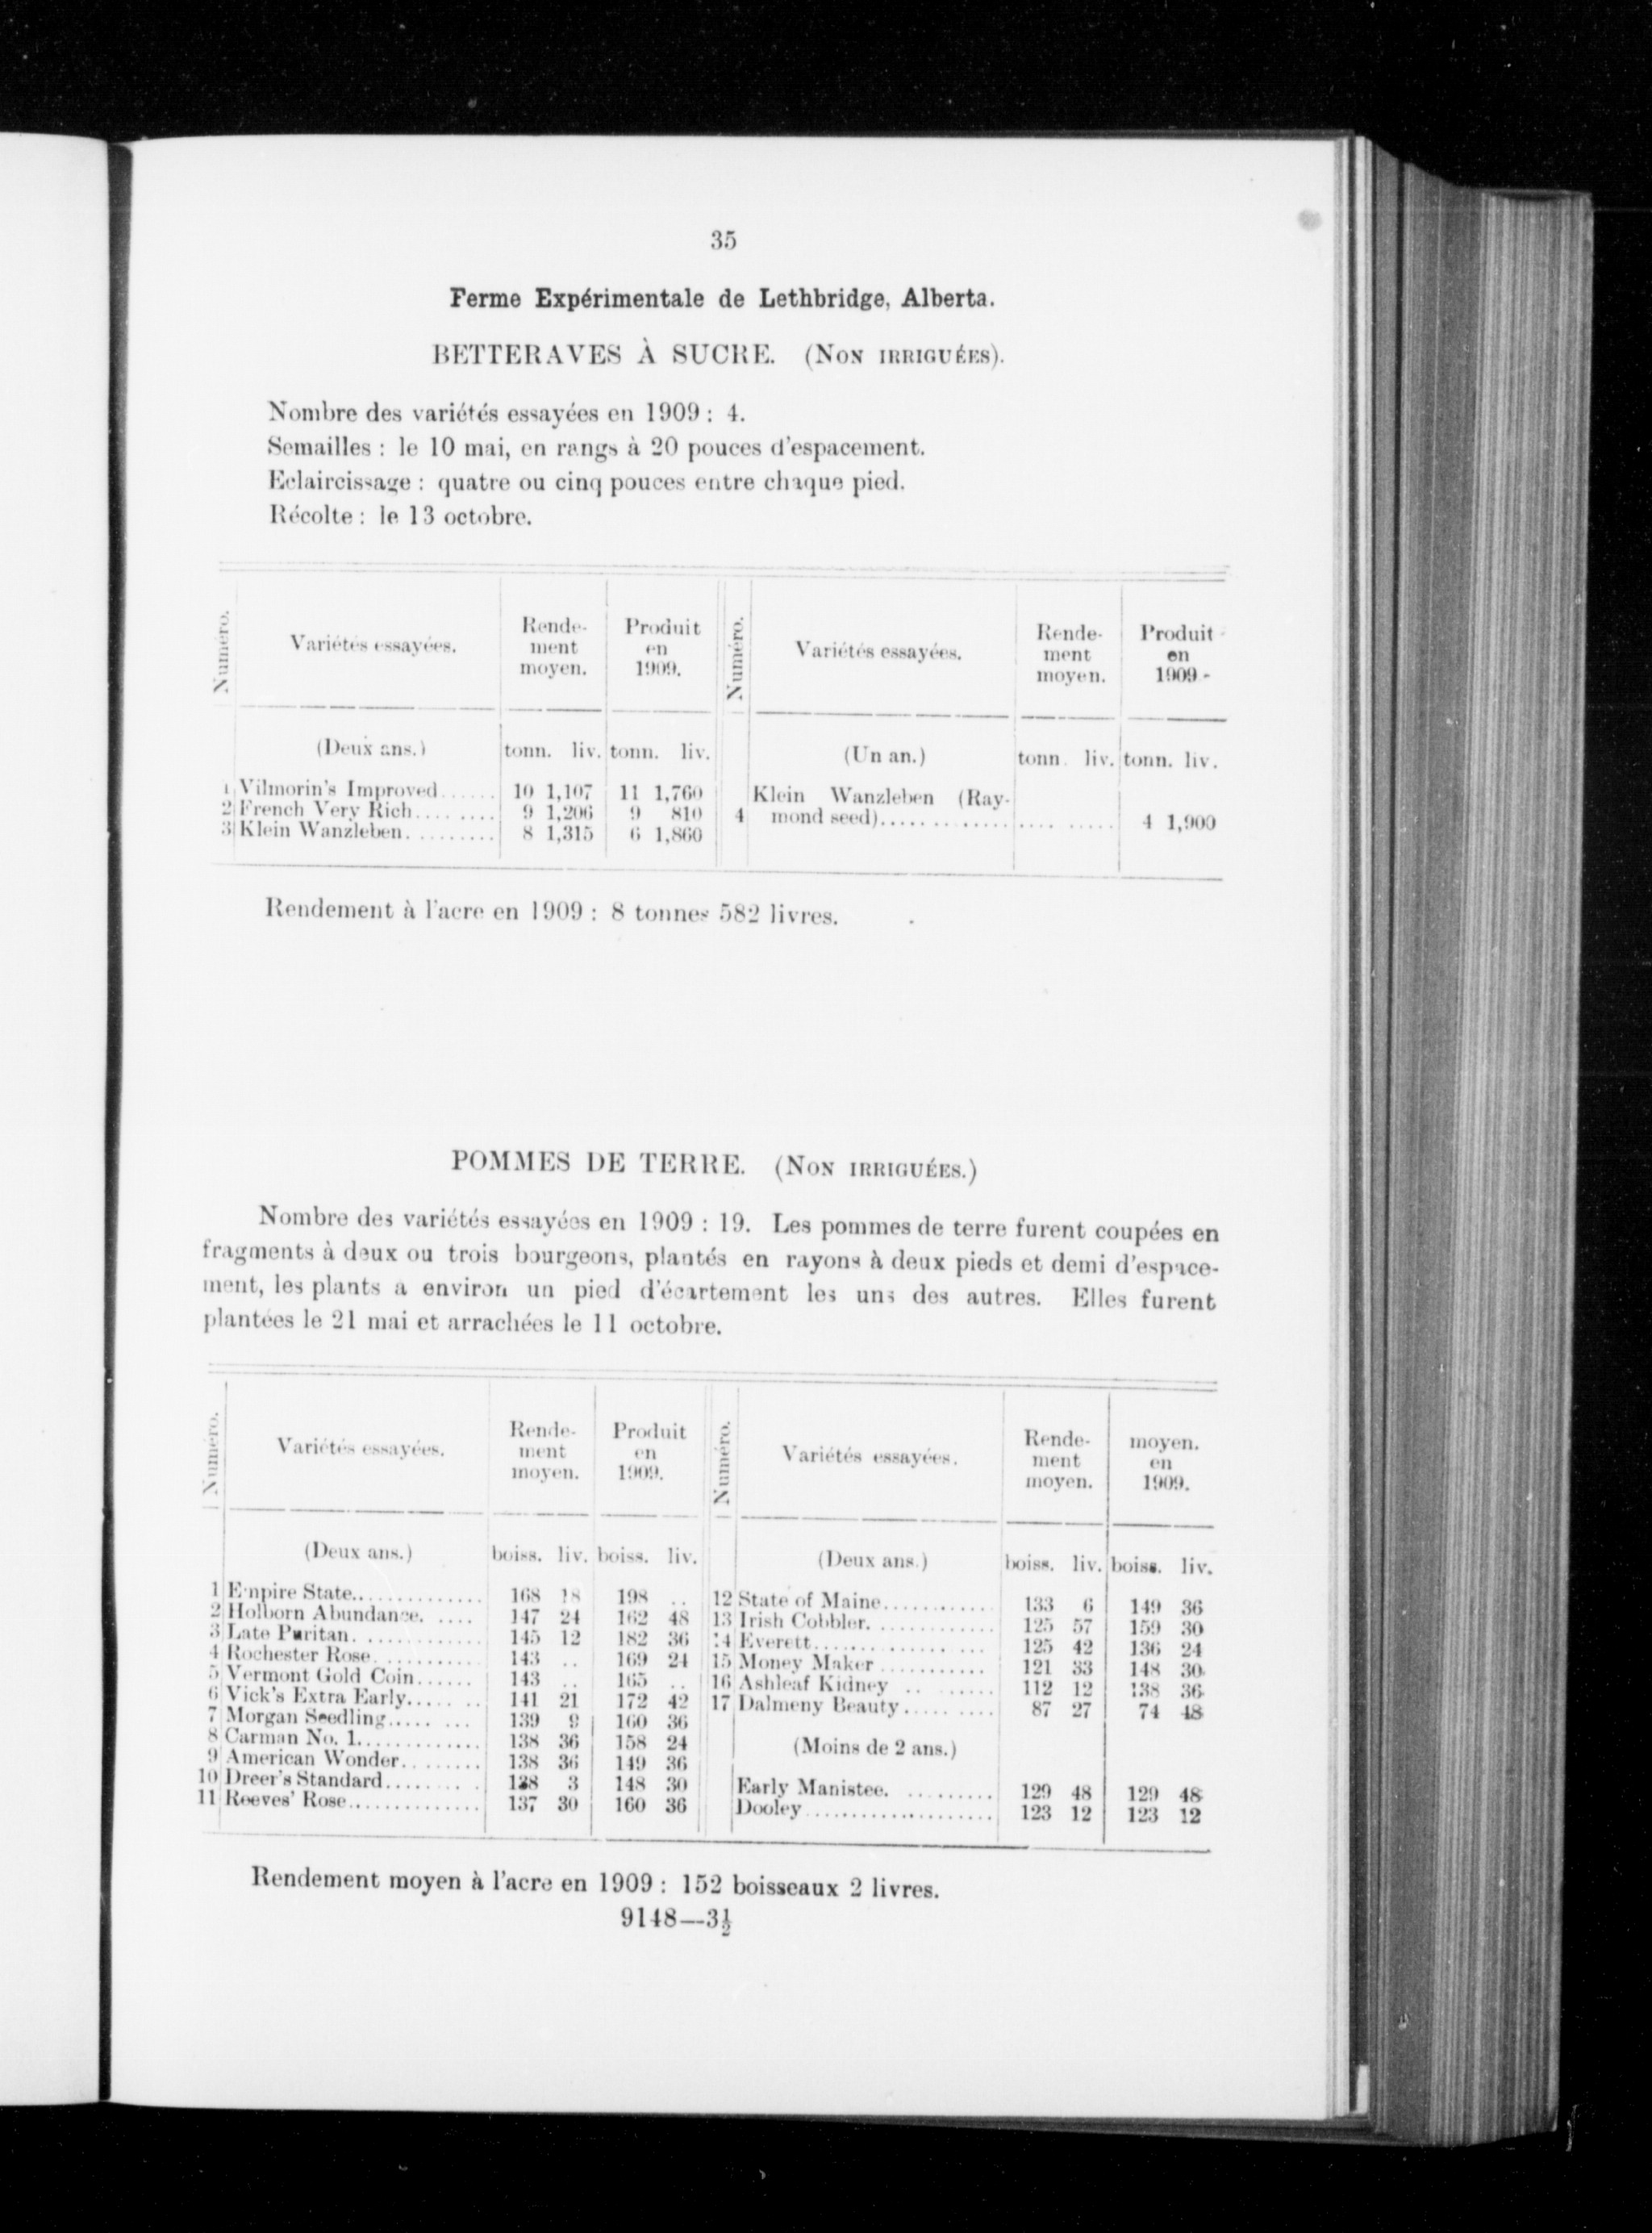 35
Ferme Expérimentale de Lethbridge, Alberta.
BETTERAVES À SUCRE. (Non irriguées).
Nombre des variétés essayées en 1909 : 4.
Semailles : le 10 mai, en rangs à 20 pouces d'espacement.
Eclaircissage : quatre ou cinq pouces entre chaque pied.
Récolte : le 13 octobre.
Numéro. Variétés essayées. Rende- ment moyen. Produit en 1909. Numéro. Variétés essayées. Rende- ment moyen. Produit en 1909.
(Deux ans.) tonn. liv. tonn. liv. (Un an.) tonn. liv. tonn. liv.
1 Vilmorin's Improved...... 10 1,107 11 1,760 Klein Wanzleben (Ray-
2 French Very Rich........ 9 1,206 9 810 4 mond seed).............. .... ..... 4 1,900
3 Klein Wanzleben......... 8 1,315 6 1,860
Rendement à l'acre en 1909 : 8 tonnes 582 livres.
POMMES DE TERRE. (Non irriguées.)
Nombre des variétés essayées en 1909 : 19. Les pommes de terre furent coupées en
fragments à deux ou trois bourgeons, plantés en rayons à deux pieds et demi d'espace-
ment, les plants a environ un pied d'écartement les uns des autres. Elles furent
plantées le 21 mai et arrachées le 11 octobre.
Numéro. Variétés essayées. Rende- ment moyen. Produit en 1909. Numéro. Variétés essayées. Rende- ment moyen. moyen. en 1909.
(Deux ans.) boiss. liv. boiss. liv. (Deux ans.) boiss. liv. boiss. liv.
1 Empire State.............. 168 18 198 .. 12 State of Maine............ 133 6 149 36
2 Holborn Abundance. ..... 147 24 162 48 13 Irish Cobbler. ............ 125 57 159 30
3 Late Puritan. ............. 145 12 182 36 14 Everett.................. 125 42 136 24
4 Rochester Rose. .......... 143 .. 169 24 15 Money Maker ........... 121 33 148 30
5 Vermont Gold Coin...... 143 .. 165 .. 16 Ashleaf Kidney .. ....... 112 12 138 36
6 Vick's Extra Early...... .. 141 21 172 42 17 Dalmeny Beauty.......... 87 27 74 48
7 Morgan Seedling..... ... 139 9 160 36
8 Carman No. 1............. 138 36 158 24 (Moins de 2 ans.)
9 American Wonder........ 138 36 149 36
10 Dreer's Standard......... 138 3 148 30 Early Manistee. .......... 129 48 129 48
11 Reeves' Rose.............. 137 30 160 36 Dooley.................... 123 12 123 12
Rendement moyen à l'acre en 1909 : 152 boisseaux 2 livres.
9148—3½